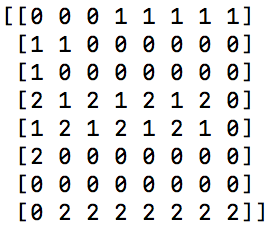 [[0 0 0 1 1 1 1 1]
[1 1 0 0 0 0 0 0]
[1 0 0 0 0 0 0 0]
[2 1 2 1 2 1 2 0]
[1 2 1 2 1 2 1 0]
[2 0 0 0 0 0 0 0]
[0 0 0 0 0 0 0 0]
[0 2 2 2 2 2 2 2]]